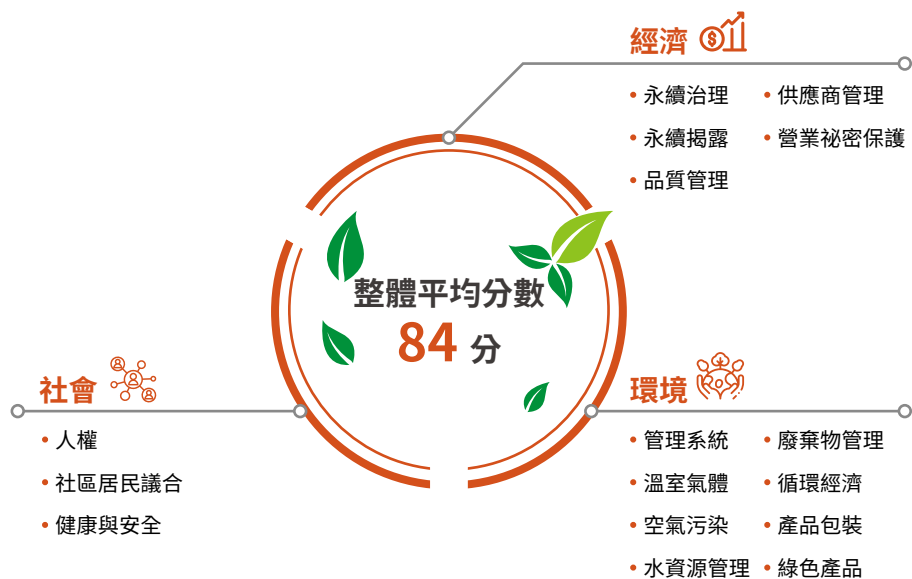 經濟
• 永續治理
• 供應商管理
• 永續揭露
• 營業祕密保護
• 品質管理
整體平均分數
84 分
社會
• 人權
• 社區居民議合
• 健康與安全
環境
• 管理系統
• 廢棄物管理
• 溫室氣體
• 循環經濟
• 空氣污染
• 產品包裝
• 水資源管理
• 綠色產品